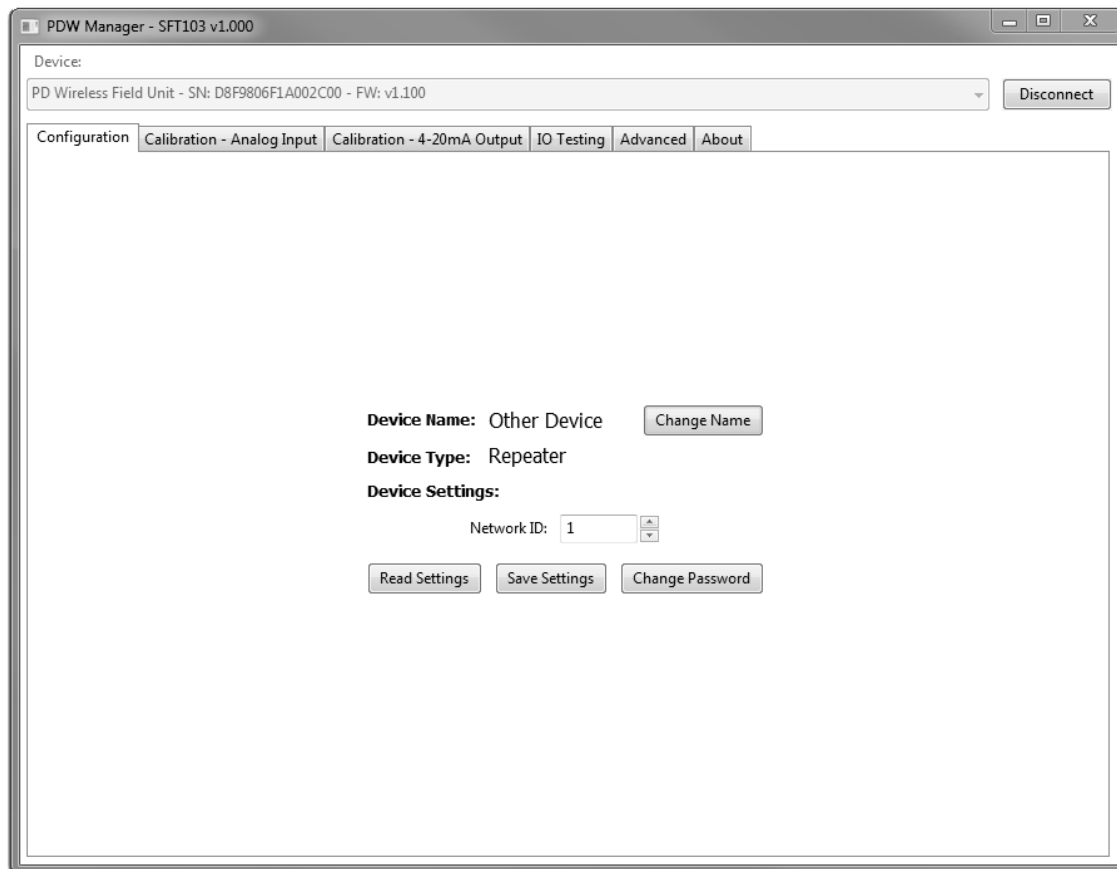 PDW Manager - SFT103 v1.000
Device:
PD Wireless Field Unit - SN: D8F9806F1A002C00 - FW: v1.100
Disconnect
Configuration Calibration - Analog Input Calibration - 4-20mA Output IO Testing Advanced About
Device Name: Other Device Change Name
Device Type: Repeater
Device Settings:
Network ID: 1
Read Settings Save Settings Change Password